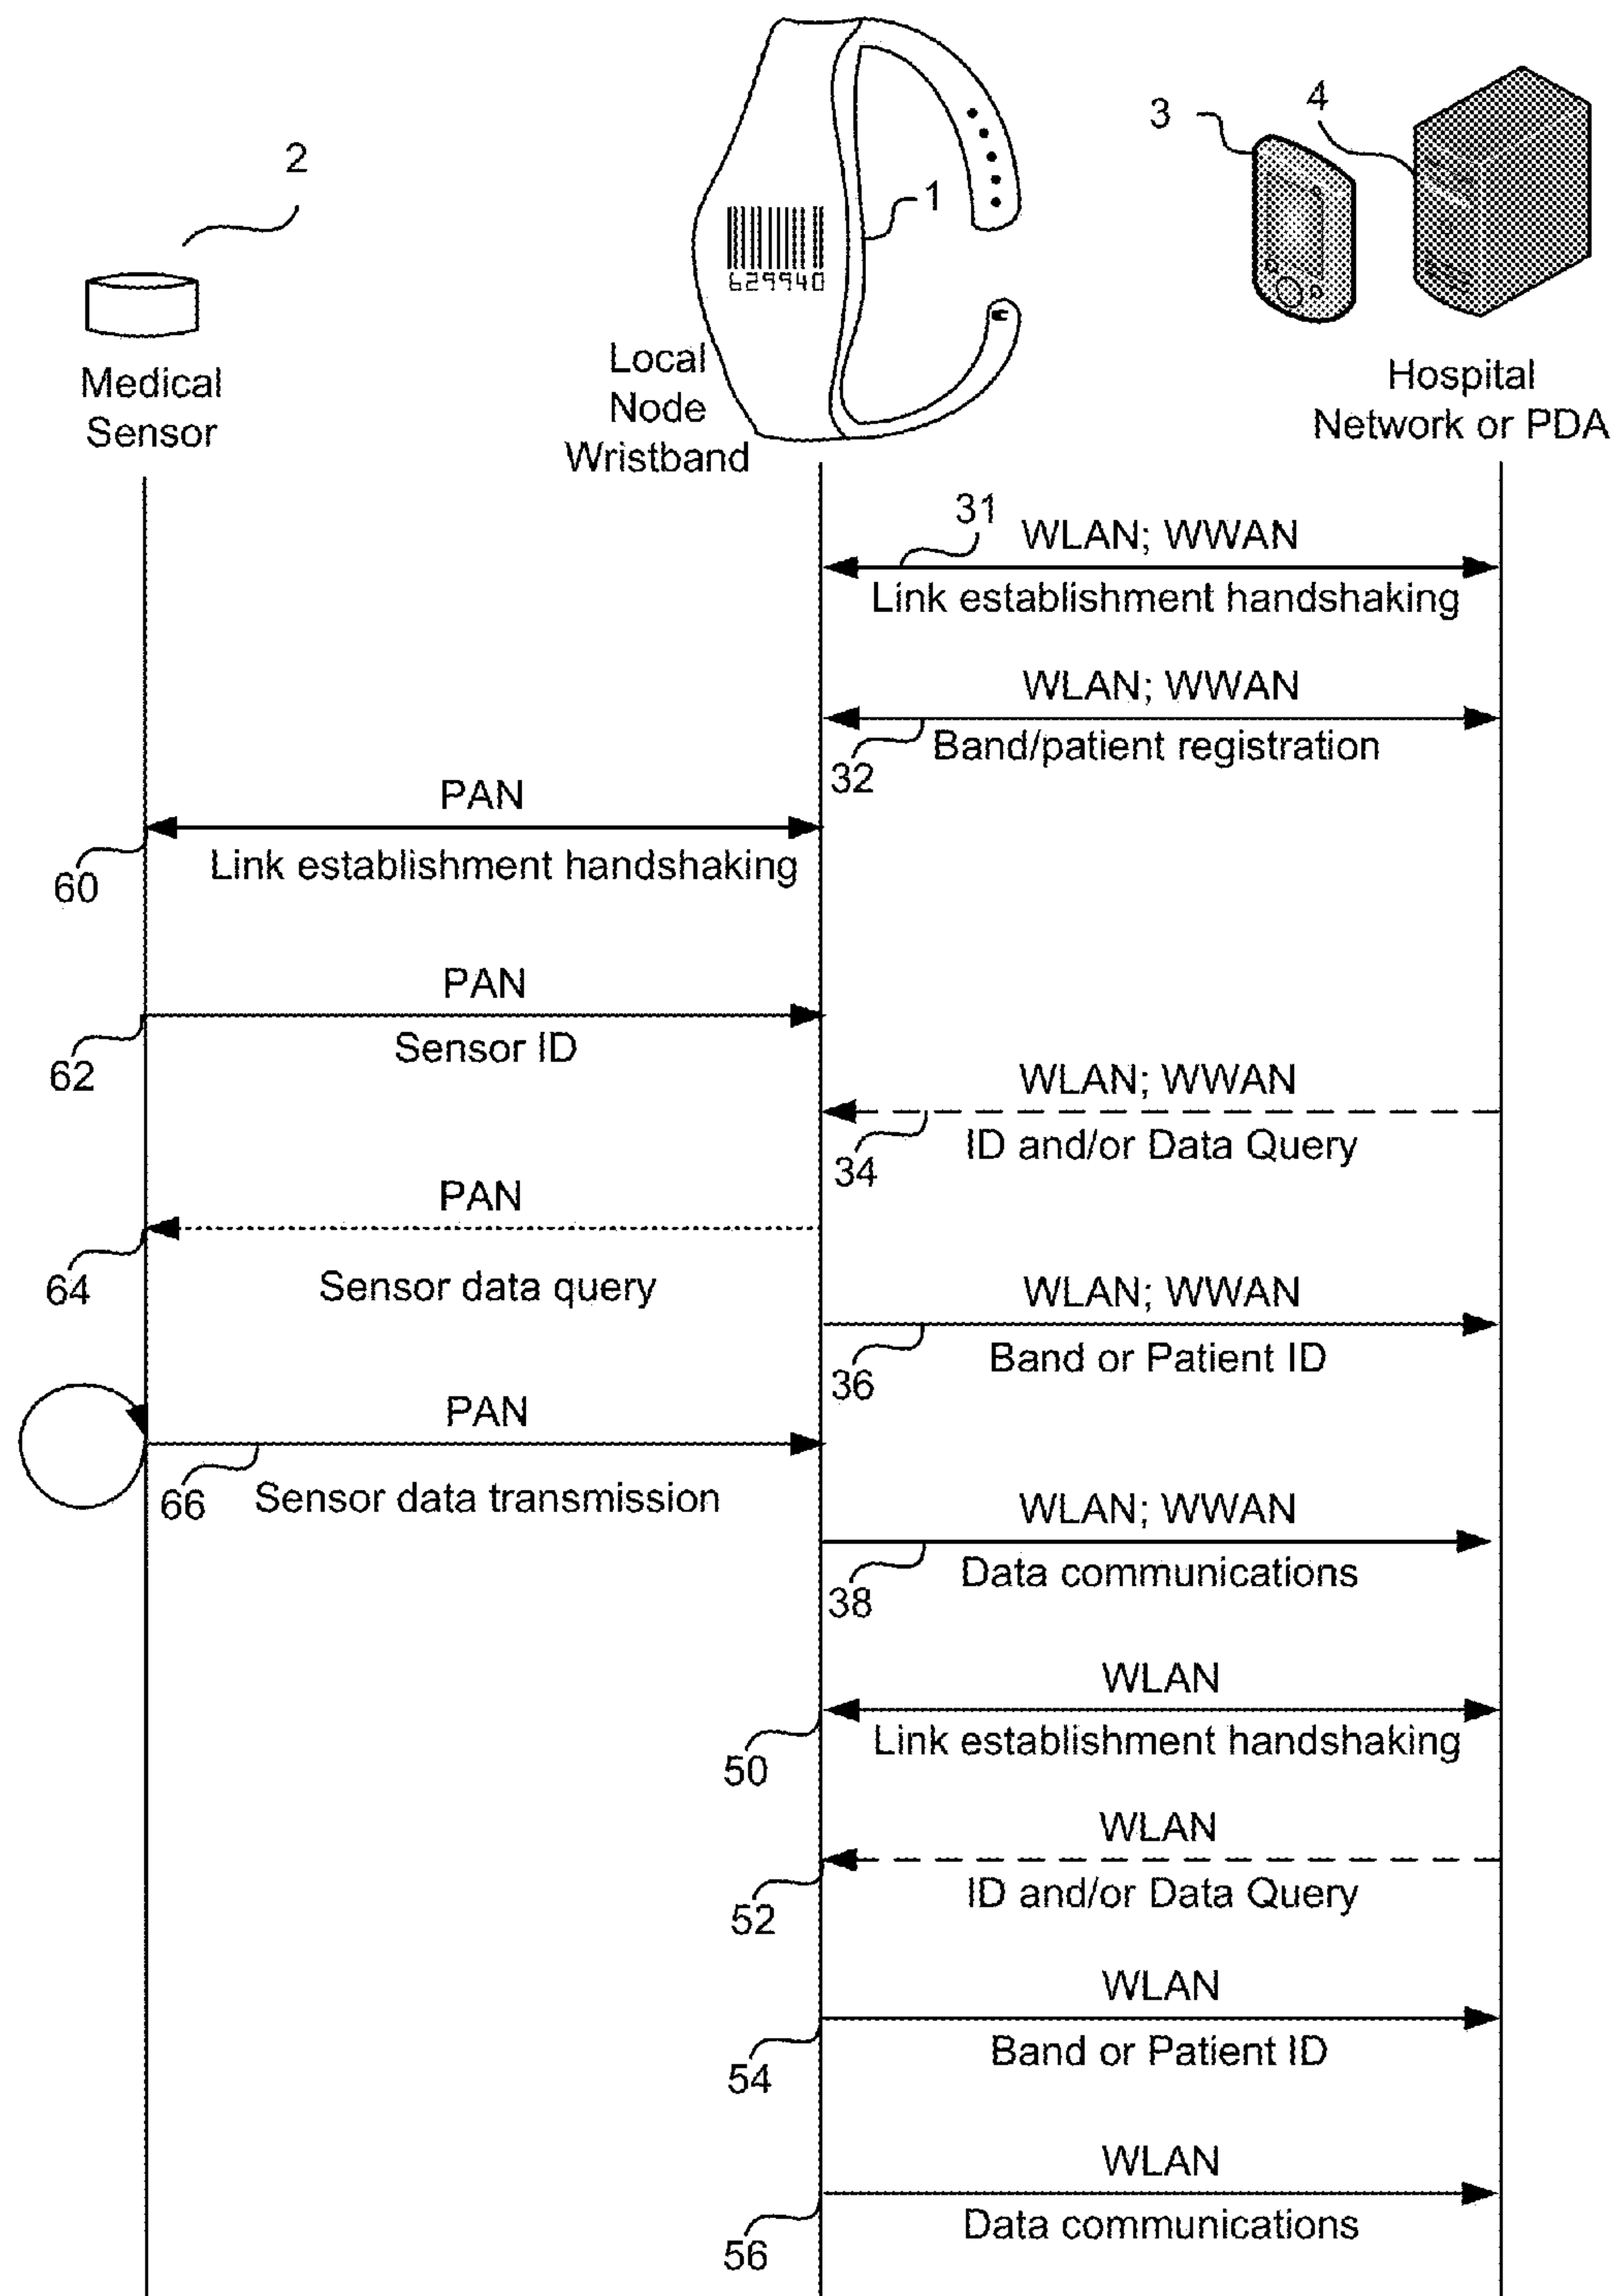 2
1
3
4
629940
Medical
Sensor
Local
Node
Wristband
Hospital
Network or PDA
31
WLAN; WWAN
Link establishment handshaking
WLAN; WWAN
32
Band/patient registration
PAN
60
Link establishment handshaking
PAN
62
Sensor ID
WLAN; WWAN
34
ID and/or Data Query
PAN
64
Sensor data query
WLAN; WWAN
36
Band or Patient ID
PAN
66
Sensor data transmission
WLAN; WWAN
38
Data communications
WLAN
50
Link establishment handshaking
WLAN
52
ID and/or Data Query
WLAN
54
Band or Patient ID
WLAN
56
Data communications